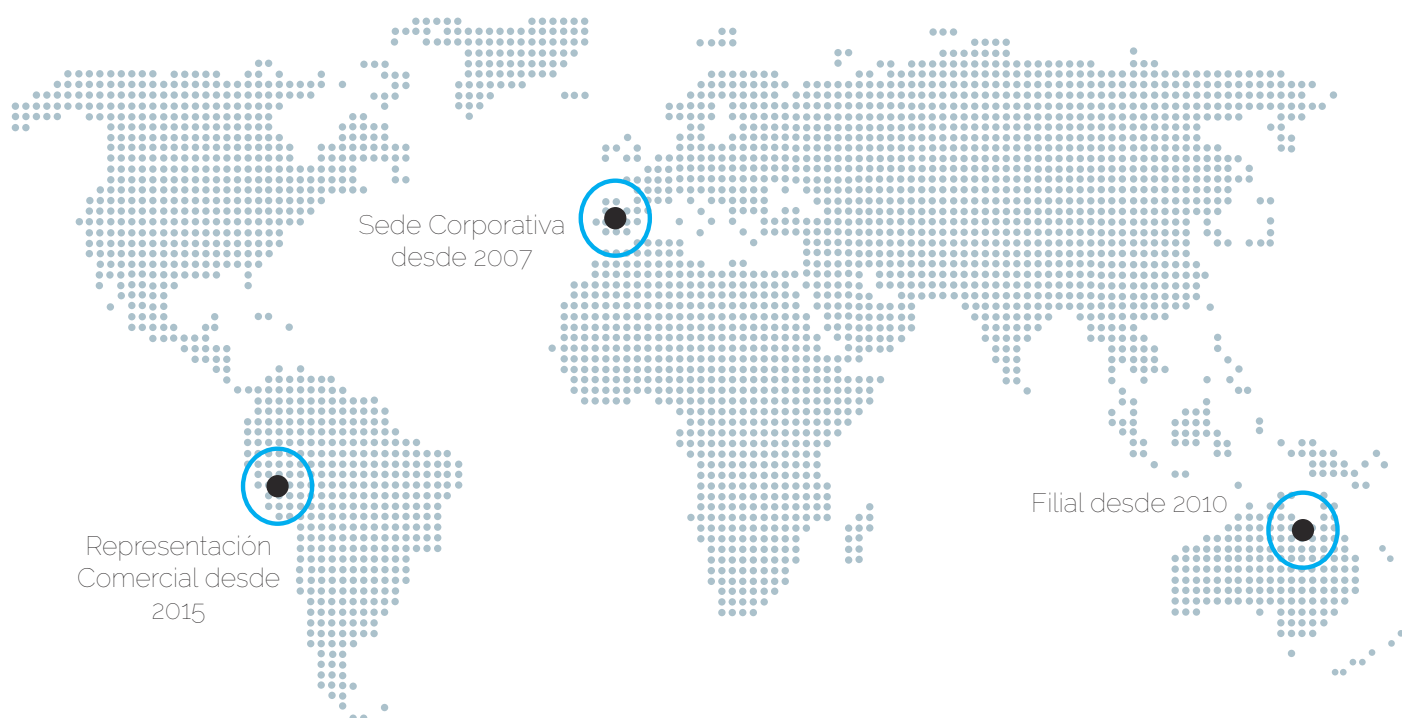 Sede Corporativa
desde 2007
Filial desde 2010
Representación
Comercial desde
2015